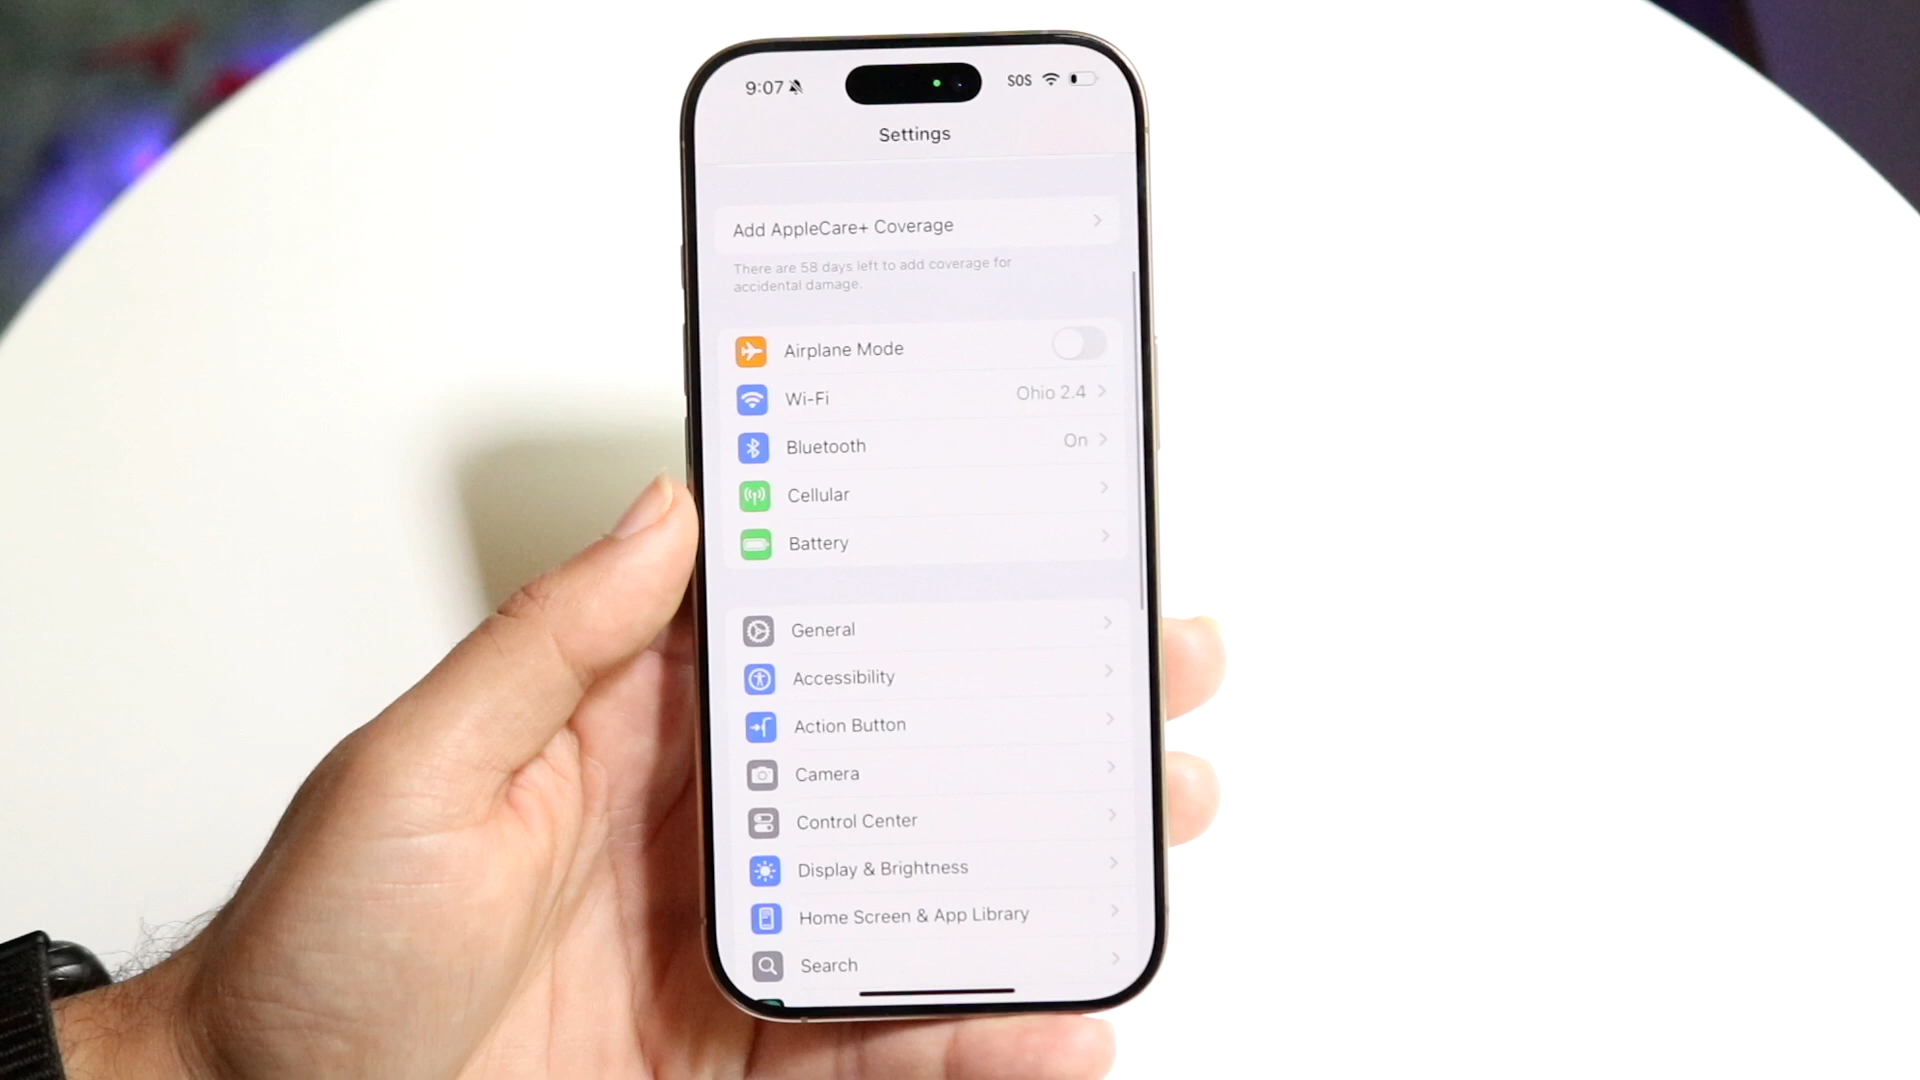 9:07
SOS
Settings
Add AppleCare+ Coverage
There are 58 days left to add coverage for
accidental damage.
Airplane Mode
Wi-Fi Ohio 2.4
Bluetooth On
Cellular
Battery
General
Accessibility
Action Button
Camera
Control Center
Display & Brightness
Home Screen & App Library
Search